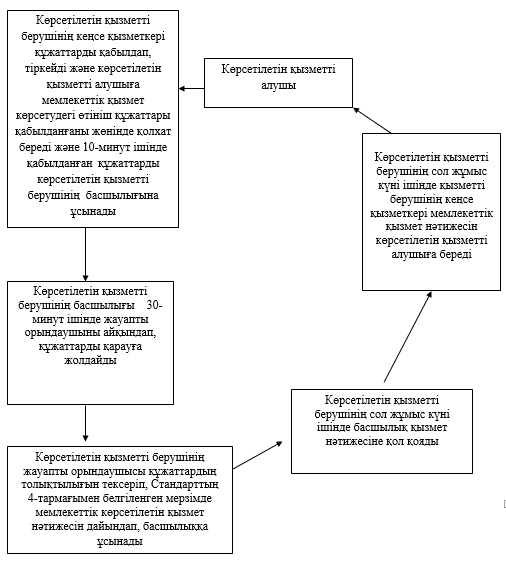 Көрсетілетін қызметті
берушінің кеңсе қызметкері
құжаттарды қабылдап,
тіркейді және көрсетілетін
қызметті алушыға
мемлекеттік қызмет
көрсетудегі өтініш құжаттары
қабылданғаны жөнінде қолхат
береді және 10-минут ішінде
қабылданған құжаттарды
көрсетілетін қызметті
берушінің басшылығына
ұсынады
Көрсетілетін қызметті
алушы
Көрсетілетін қызметті
берушінің сол жұмыс
күні ішінде қызметті
берушінің кеңсе
қызметкері мемлекеттік
қызмет нәтижесін
көрсетілетін қызметті
алушыға береді
Көрсетілетін қызметті
берушінің басшылығы 30-
минут ішінде жауапты
орындаушыны айқындап,
құжаттарды қарауға
жолдайды
Көрсетілетін қызметті
берушінің сол жұмыс күні
ішінде басшылық қызмет
нәтижесіне қол қояды
Көрсетілетін қызметті берушінің
жауапты орындаушысы құжаттардың
толықтылығын тексеріп, Стандарттың
4-тармағымен белгіленген мерзімде
мемлекеттік көрсетілетін қызмет
нәтижесін дайындап, басшылыққа
ұсынады